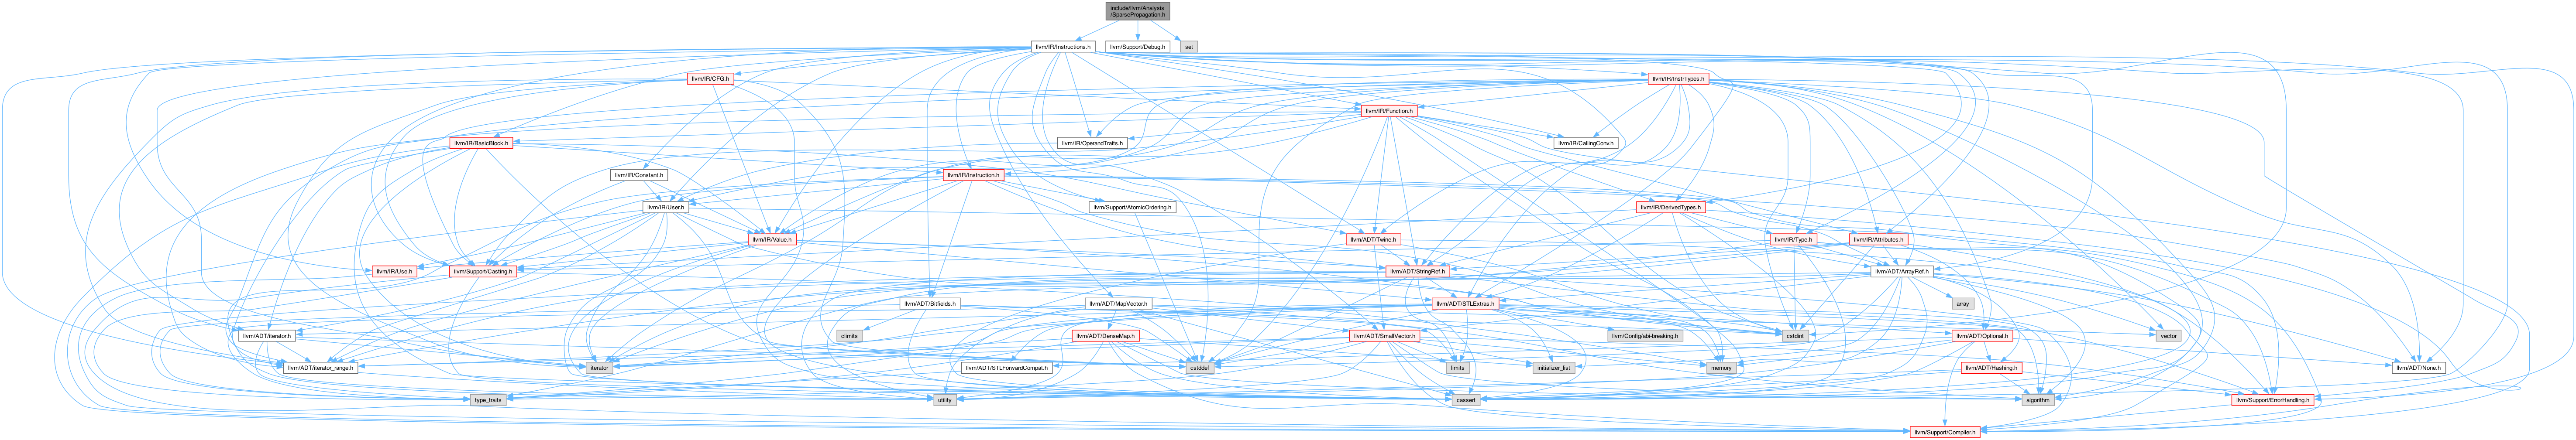 include/llvm/Analysis
/SparsePropagation.h
llvm/IR/Instructions.h
llvm/Support/Debug.h
set
llvm/IR/CFG.h
llvm/IR/InstrTypes.h
llvm/IR/Function.h
llvm/IR/BasicBlock.h
llvm/IR/OperandTraits.h
llvm/IR/CallingConv.h
llvm/IR/Constant.h
llvm/IR/Instruction.h
llvm/IR/User.h
llvm/Support/AtomicOrdering.h
llvm/IR/DerivedTypes.h
llvm/IR/Value.h
llvm/ADT/Twine.h
llvm/IR/Type.h
llvm/IR/Attributes.h
llvm/IR/Use.h
llvm/Support/Casting.h
llvm/ADT/StringRef.h
llvm/ADT/ArrayRef.h
llvm/ADT/Bitfields.h
llvm/ADT/MapVector.h
llvm/ADT/STLExtras.h
array
llvm/ADT/iterator.h
climits
llvm/ADT/DenseMap.h
llvm/ADT/SmallVector.h
llvm/Config/abi-breaking.h
cstdint
llvm/ADT/Optional.h
vector
llvm/ADT/iterator_range.h
iterator
llvm/ADT/STLForwardCompat.h
cstddef
limits
initializer_list
memory
llvm/ADT/Hashing.h
llvm/ADT/None.h
type_traits
utility
cassert
algorithm
llvm/Support/ErrorHandling.h
llvm/Support/Compiler.h